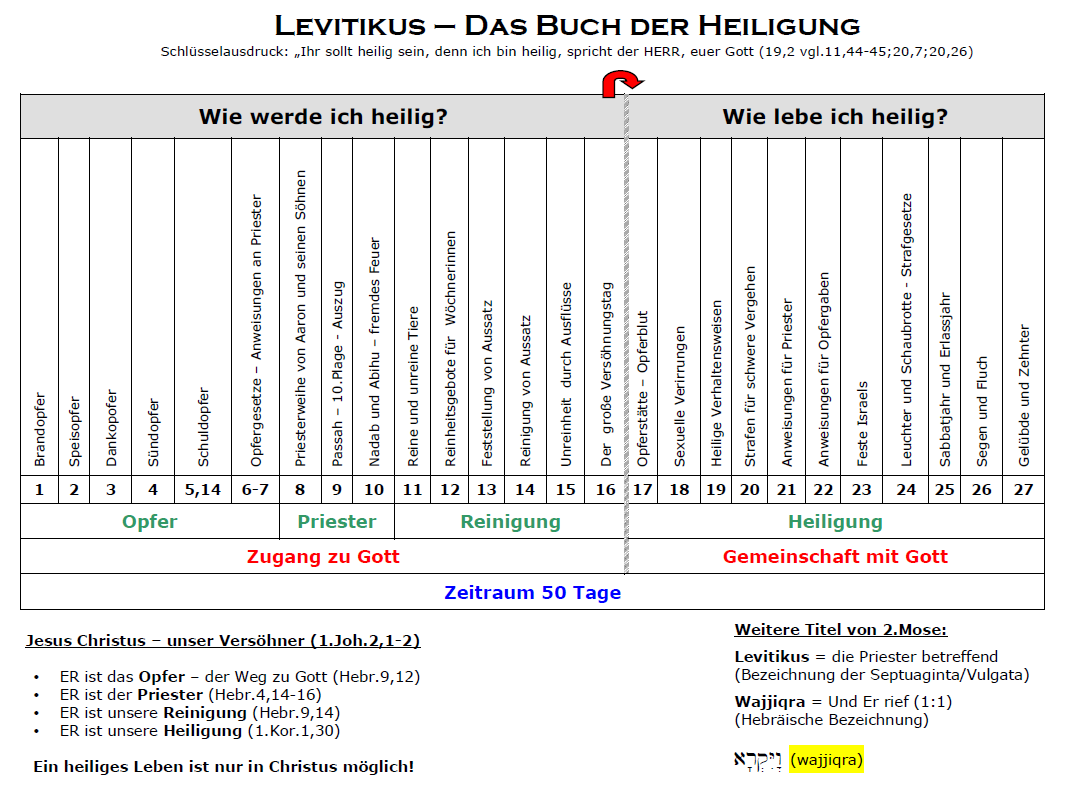 LEVITIKUS – DAS BUCH DER HEILIGUNG
Schlüsselausdruck: „Ihr sollt heilig sein, denn ich bin heilig, spricht der HERR, euer Gott (19,2 vgl.11,44-45;20,7;20,26)
Wie werde ich heilig?
Wie lebe ich heilig?
Brandopfer
Speisopfer
Dankopofer
Sündopfer
Schuldopfer
Opfergesetze – Anweisungen an Priester
Priesterweihe von Aaron und seinen Söhnen
Passah – 10.Plage - Auszug
Nadab und Abihu – fremdes Feuer
Reine und unreine Tiere
Reinheitsgebote für Wöchnerinnen
Feststellung von Aussatz
Reinigung von Aussatz
Unreinheit durch Ausflüsse
Der große Versöhnungstag
Opferstätte – Opferblut
Sexuelle Verirrungen
Heilige Verhaltensweisen
Strafen für schwere Vergehen
Anweisungen für Priester
Anweisungen für Opfergaben
Feste Israels
Leuchter und Schaubrotte - Strafgesetze
Sabbatjahr und Erlassjahr
Segen und Fluch
Gelübde und Zehnter
1 2 3 4 5,14 6-7 8 9 10 11 12 13 14 15 16 17 18 19 20 21 22 23 24 25 26 27
Opfer Priester Reinigung Heiligung
Zugang zu Gott Gemeinschaft mit Gott
Zeitraum 50 Tage
Jesus Christus – unser Versöhner (1.Joh.2,1-2)
• ER ist das Opfer – der Weg zu Gott (Hebr.9,12)
• ER ist der Priester (Hebr.4,14-16)
• ER ist unsere Reinigung (Hebr.9,14)
• ER ist unsere Heiligung (1.Kor.1,30)
Ein heiliges Leben ist nur in Christus möglich!
Weitere Titel von 2.Mose:
Levitikus = die Priester betreffend
(Bezeichnung der Septuaginta/Vulgata)
Wajjiqra = Und Er rief (1:1)
(Hebräische Bezeichnung)
וַיִּקְרָא (wajjiqra)